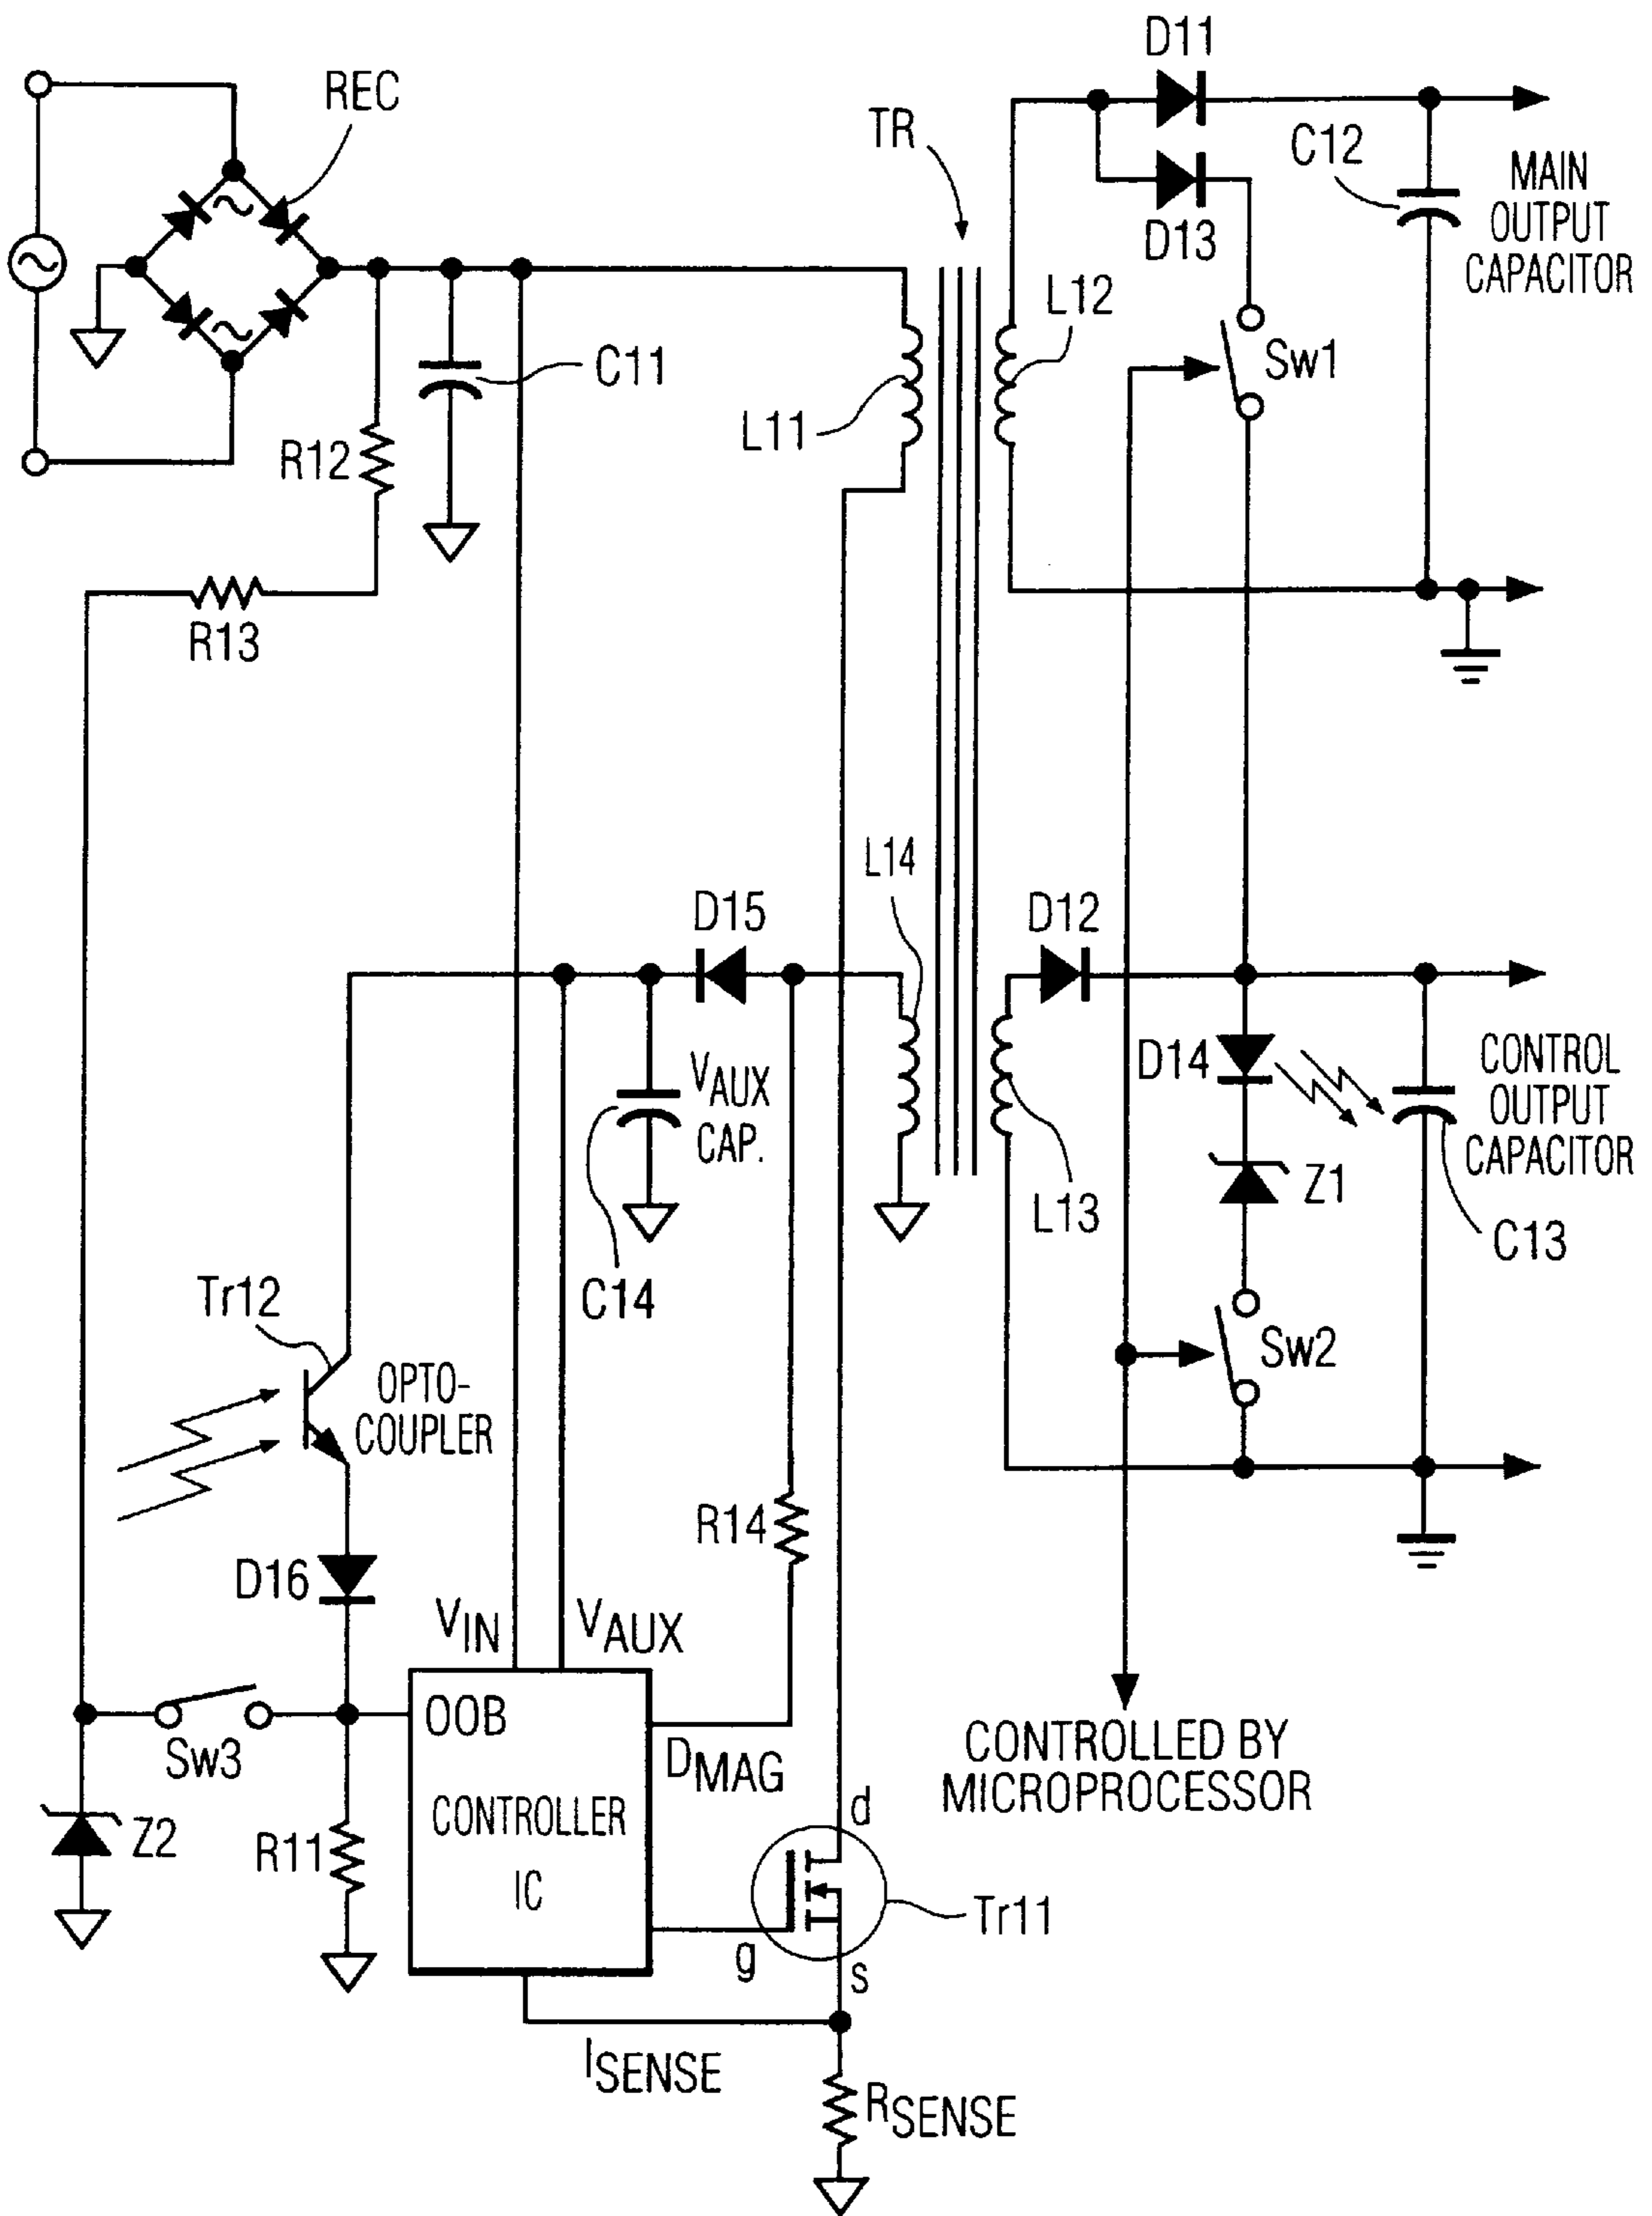 D11
REC
TR
C12
MAIN
OUTPUT
CAPACITOR
D13
L12
Sw1
C11
L11
R12
R13
L14
D15
D12
VAUX
CAP.
D14
CONTROL
OUTPUT
CAPACITOR
Z1
L13
C13
C14
Tr12
OPTO-
COUPLER
Sw2
R14
D16
VIN
VAUX
OOB
Sw3
DMAG
CONTROLLED BY
MICROPROCESSOR
CONTROLLER
IC
Z2
R11
d
g
s
Tr11
ISENSE
RSENSE